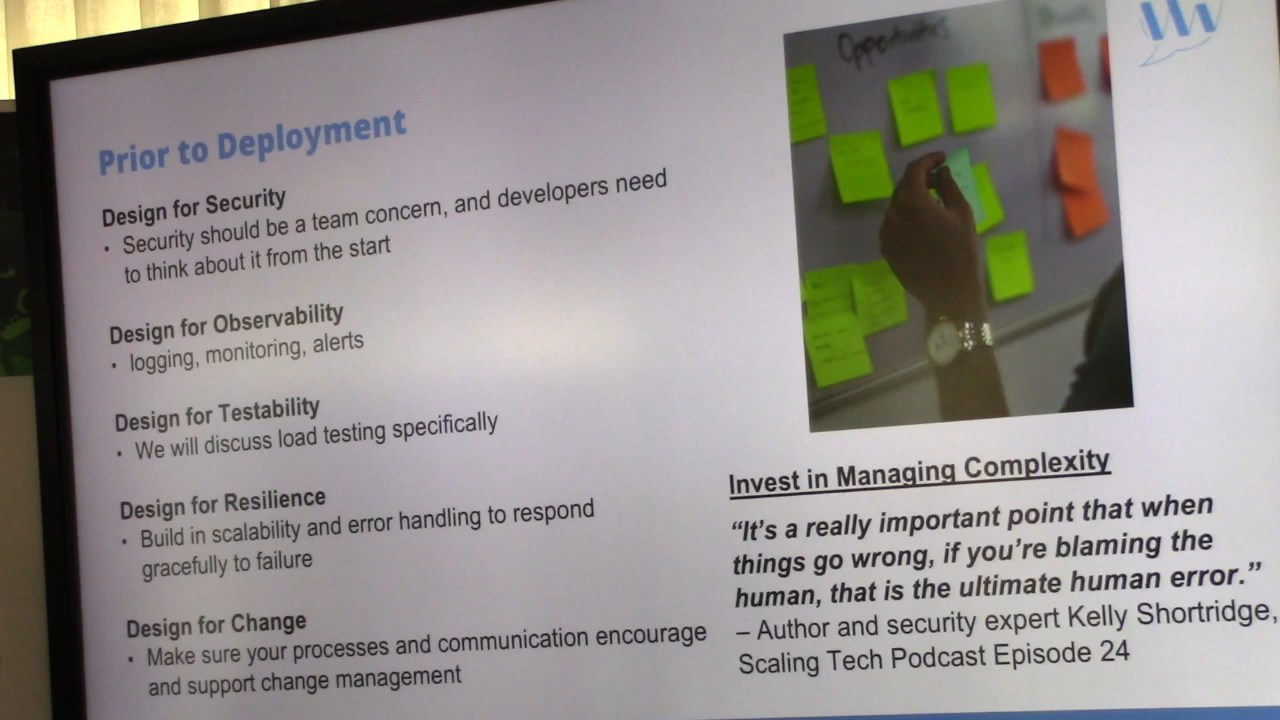 Prior to Deployment
Design for Security
• Security should be a team concern, and developers need
to think about it from the start
Design for Observability
• logging, monitoring, alerts
Design for Testability
• We will discuss load testing specifically
Design for Resilience
• Build in scalability and error handling to respond
gracefully to failure
Design for Change
• Make sure your processes and communication encourage
and support change management
Opportunities
Invest in Managing Complexity
“It’s a really important point that when
things go wrong, if you’re blaming the
human, that is the ultimate human error.”
– Author and security expert Kelly Shortridge,
Scaling Tech Podcast Episode 24